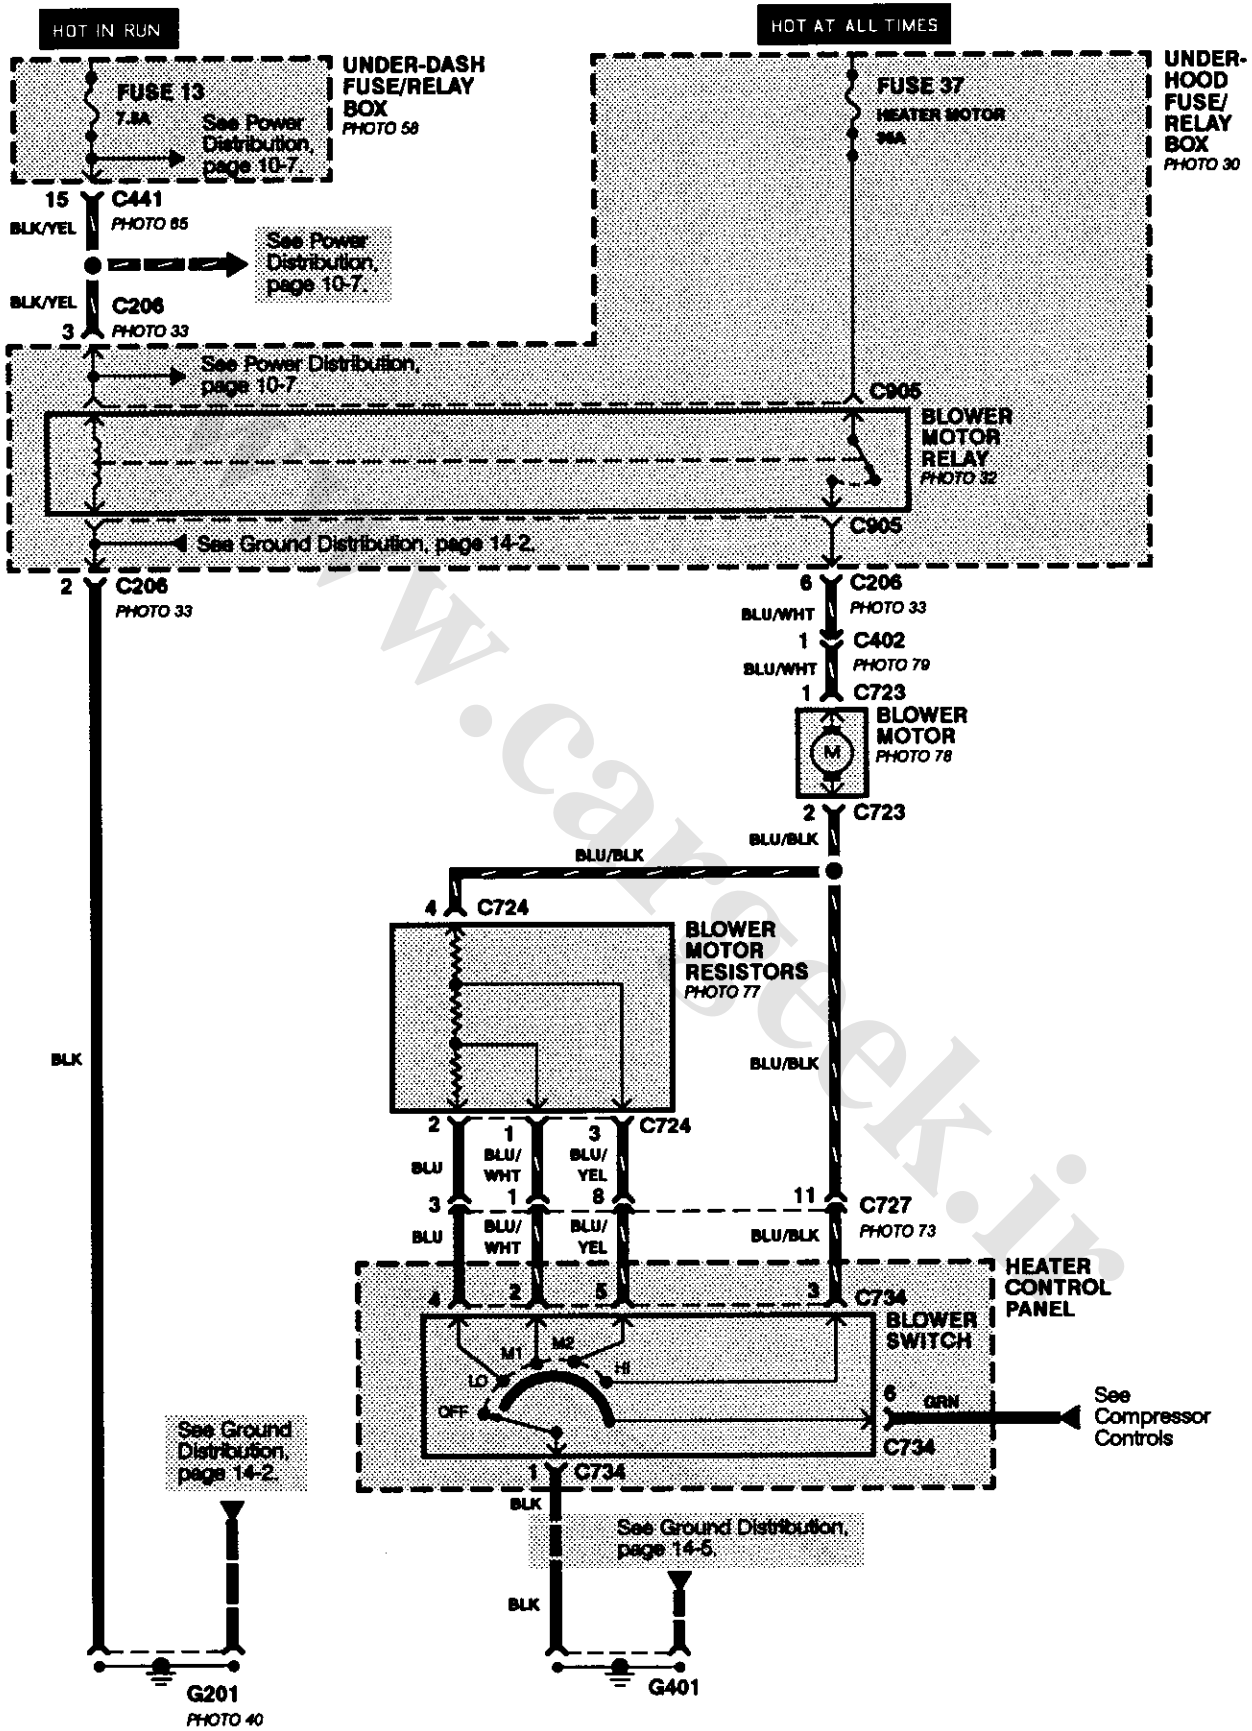 HOT IN RUN
HOT AT ALL TIMES
UNDER-DASH
FUSE/RELAY
BOX
PHOTO 58
FUSE 13
7.5A
See Power
Distribution,
page 10-7.
UNDER-
HOOD
FUSE/
RELAY
BOX
PHOTO 30
FUSE 37
HEATER MOTOR
15 C441
BLK/YEL
PHOTO 65
See Power
Distribution,
page 10-7.
BLK/YEL
C206
3
PHOTO 33
See Power Distribution,
page 10-7
C905
BLOWER
MOTOR
RELAY
PHOTO 32
C905
See Ground Distribution, page 14-2.
2 C206
PHOTO 33
6 C206
PHOTO 33
BLU/WHT
1 C402
PHOTO 79
BLU/WHT
1 C723
BLOWER
MOTOR
PHOTO 78
M
2 C723
BLU/BLK
BLU/BLK
4 C724
BLOWER
MOTOR
RESISTORS
PHOTO 77
BLK
BLU/BLK
2 1 3 C724
BLU
BLU/
WHT
BLU/
YEL
3 1 8 11 C727
PHOTO 73
BLU
BLU/
WHT
BLU/
YEL
BLU/BLK
HEATER
CONTROL
PANEL
4 2 5 3 C734
BLOWER
SWITCH
M1 M2
LO HI
OFF
6
GRN
C734
See
Compressor
Controls
1 C734
BLK
See Ground
Distribution,
page 14-2.
See Ground Distribution,
page 14-5.
BLK
G201
PHOTO 40
G401
w.cargeek.ir